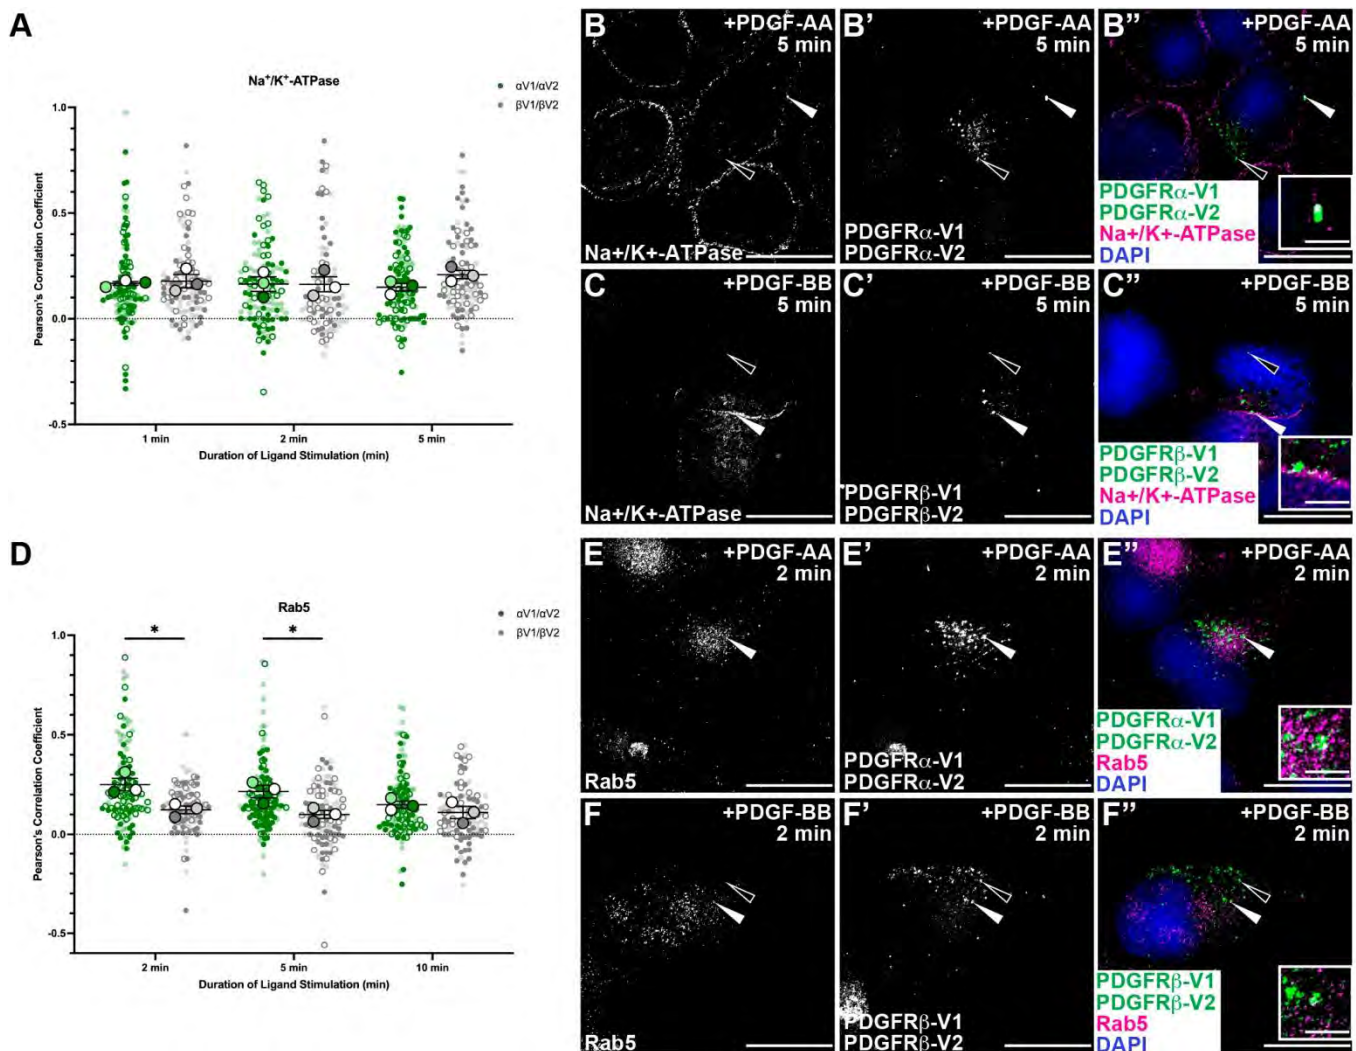 A
Na⁺/K⁺-ATPase
αV1/αV2
βV1/βV2
Pearson's Correlation Coefficient
1.0
0.5
0.0
-0.5
1 min
2 min
5 min
Duration of Ligand Stimulation (min)
B
+PDGF-AA
5 min
Na+/K+-ATPase
B'
+PDGF-AA
5 min
PDGFRα-V1
PDGFRα-V2
B"
+PDGF-AA
5 min
PDGFRα-V1
PDGFRα-V2
Na+/K+-ATPase
DAPI
C
+PDGF-BB
5 min
Na+/K+-ATPase
C'
+PDGF-BB
5 min
PDGFRβ-V1
PDGFRβ-V2
C"
+PDGF-BB
5 min
PDGFRβ-V1
PDGFRβ-V2
Na+/K+-ATPase
DAPI
D
Rab5
αV1/αV2
βV1/βV2
Pearson's Correlation Coefficient
1.0
0.5
0.0
-0.5
*
*
2 min
5 min
10 min
Duration of Ligand Stimulation (min)
E
+PDGF-AA
2 min
Rab5
E'
+PDGF-AA
2 min
PDGFRα-V1
PDGFRα-V2
E"
+PDGF-AA
2 min
PDGFRα-V1
PDGFRα-V2
Rab5
DAPI
F
+PDGF-BB
2 min
Rab5
F'
+PDGF-BB
2 min
PDGFRβ-V1
PDGFRβ-V2
F"
+PDGF-BB
2 min
PDGFRβ-V1
PDGFRβ-V2
Rab5
DAPI